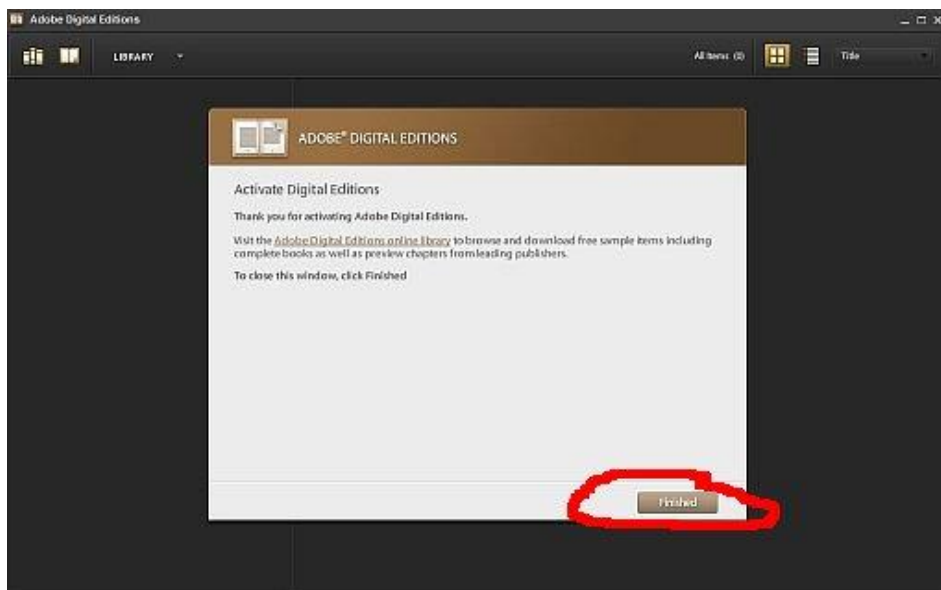 Adobe Digital Editions
LIBRARY
All Items (0)
Title
ADOBE® DIGITAL EDITIONS
Activate Digital Editions
Thank you for activating Adobe Digital Editions.
Visit the Adobe Digital Editions online library to browse and download free sample items including
complete books as well as preview chapters from leading publishers.
To close this window, click Finished
Finished